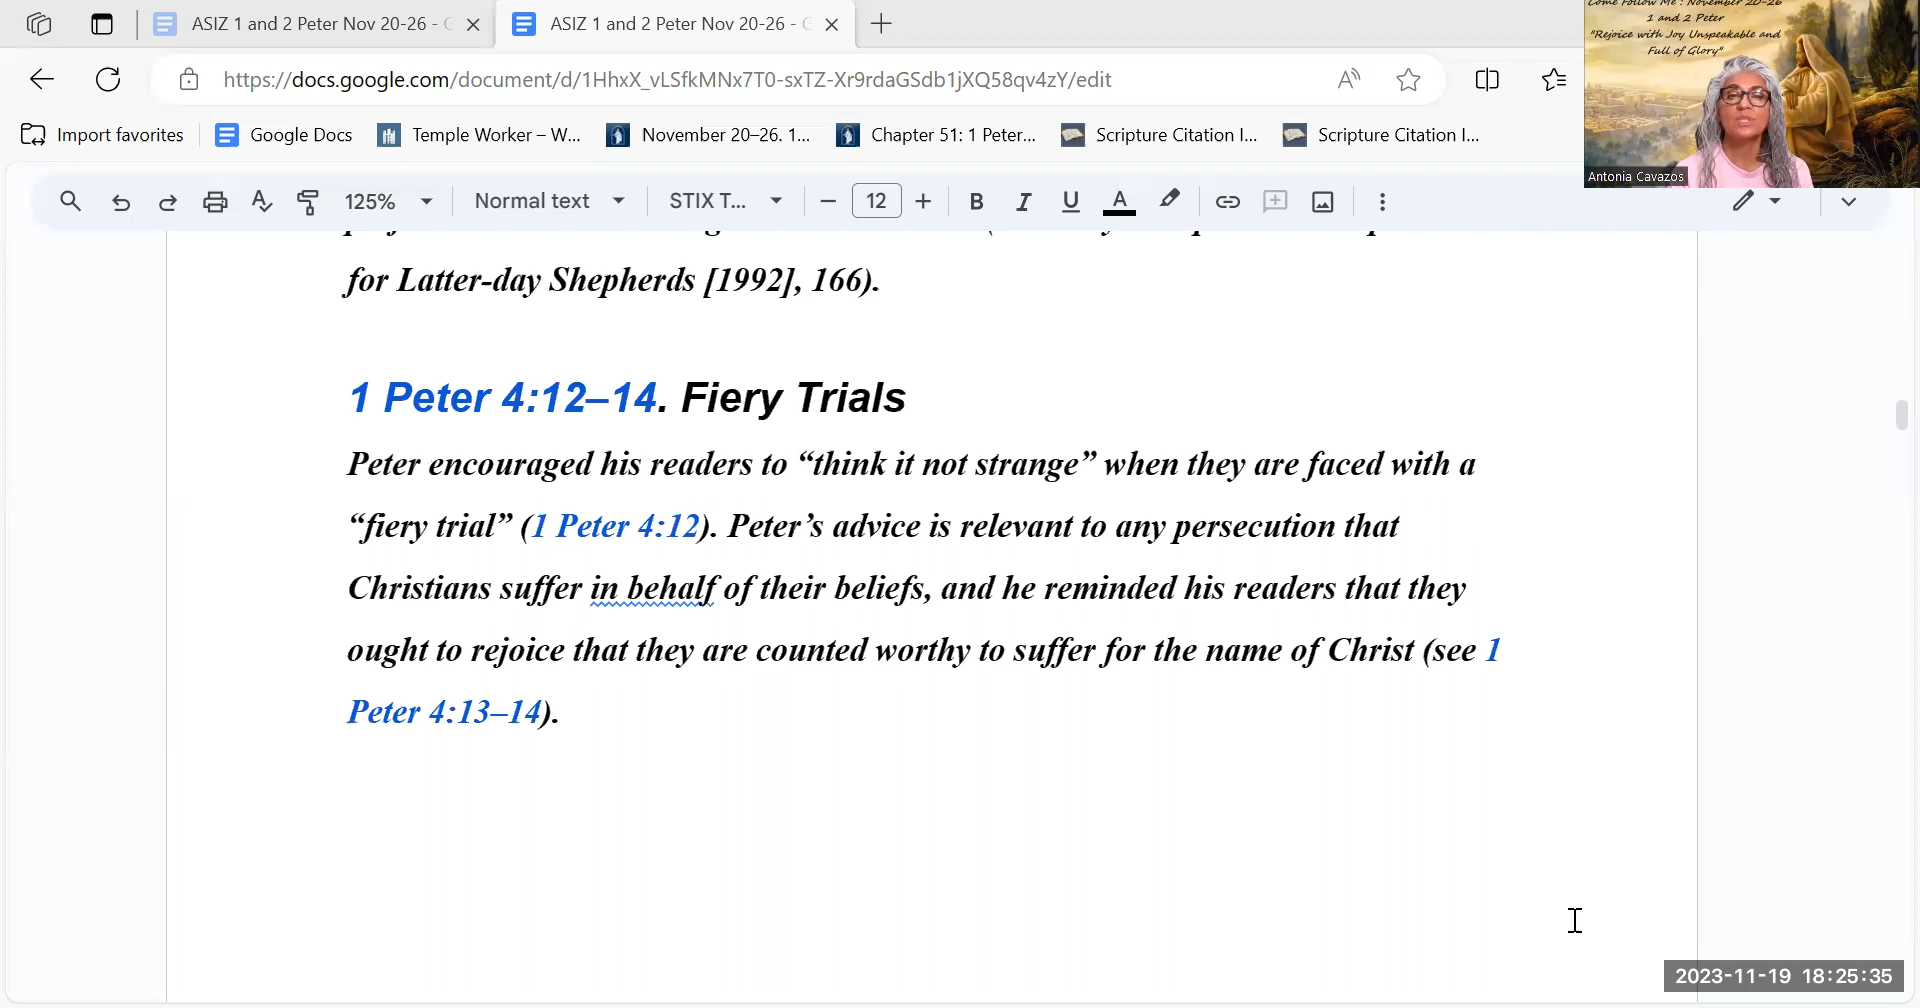 ASIZ 1 and 2 Peter Nov 20-26 - G
ASIZ 1 and 2 Peter Nov 20-26 - G
Come Follow Me : November 20-26
1 and 2 Peter
"Rejoice with Joy Unspeakable and
Full of Glory"
Antonia Cavazos
https://docs.google.com/document/d/1HhxX_vLSfkMNx7T0-sxTZ-Xr9rdaGSdb1jXQ58qv4zY/edit
Import favorites Google Docs Temple Worker – W... November 20–26. 1... Chapter 51: 1 Peter... Scripture Citation I... Scripture Citation I...
125% Normal text STIX T... 12 B I U A
for Latter-day Shepherds [1992], 166).
1 Peter 4:12–14. Fiery Trials
Peter encouraged his readers to “think it not strange” when they are faced with a
“fiery trial” (1 Peter 4:12). Peter’s advice is relevant to any persecution that
Christians suffer in behalf of their beliefs, and he reminded his readers that they
ought to rejoice that they are counted worthy to suffer for the name of Christ (see 1
Peter 4:13–14).
2023-11-19 18:25:35